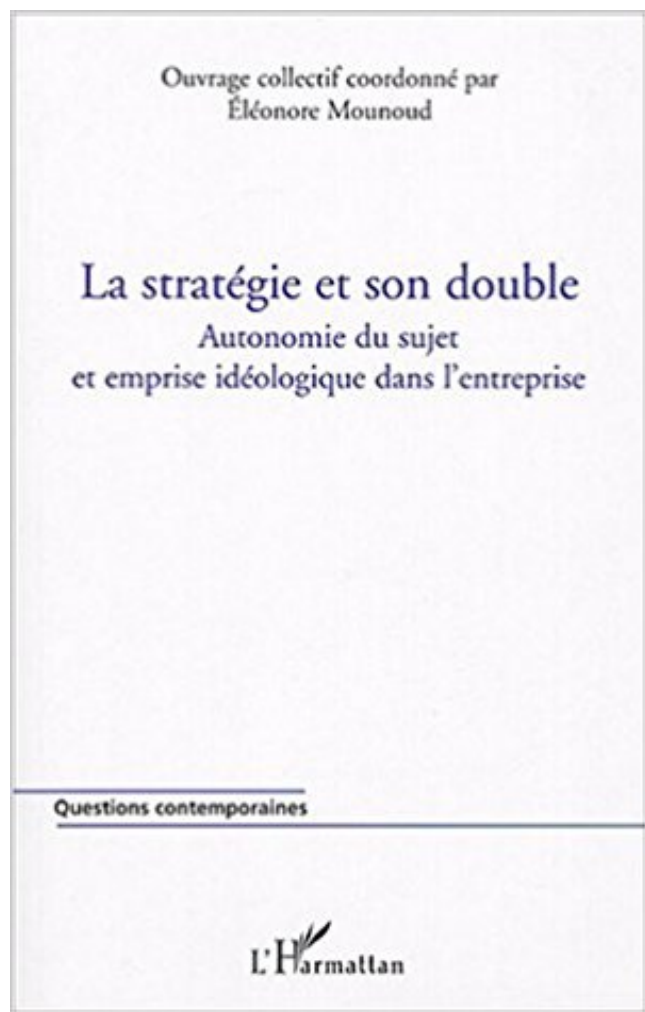 Ouvrage collectif coordonné par
Éléonore Mounoud
La stratégie et son double
Autonomie du sujet
et emprise idéologique dans l'entreprise
Questions contemporaines
L'Harmattan